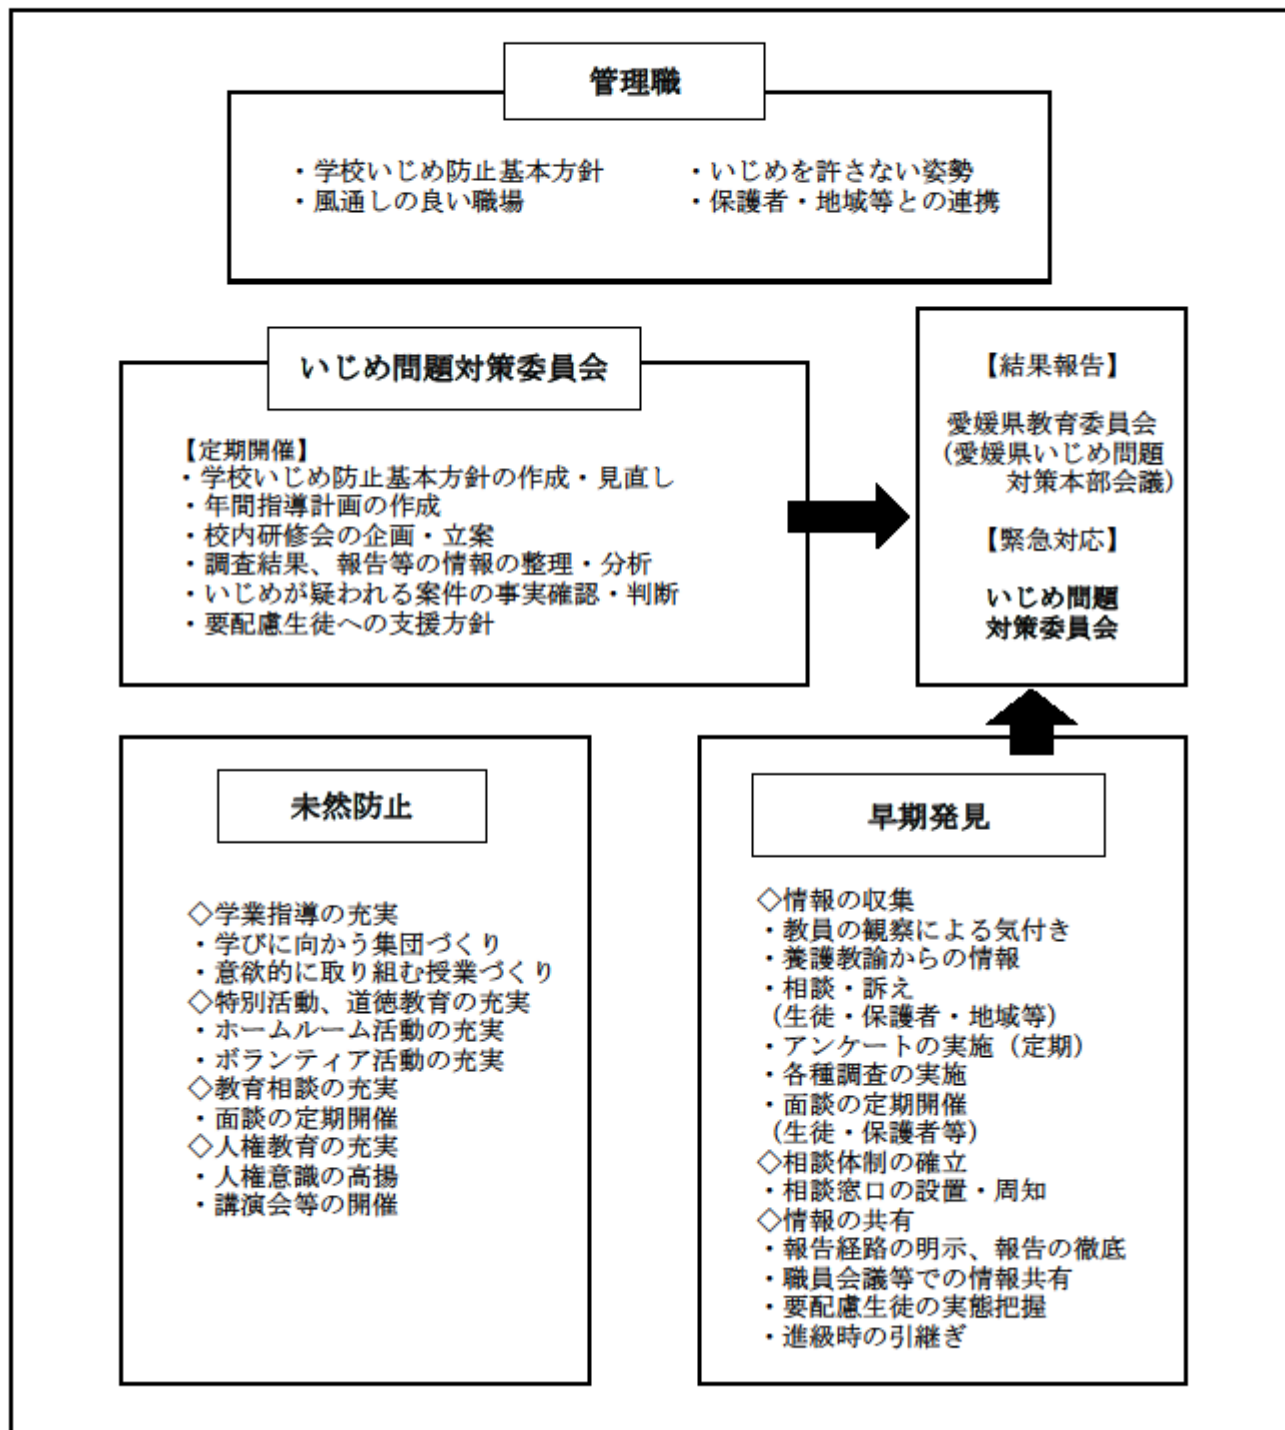 管理職
・学校いじめ防止基本方針
・いじめを許さない姿勢
・風通しの良い職場
・保護者・地域等との連携
いじめ問題対策委員会
【定期開催】
・学校いじめ防止基本方針の作成・見直し
・年間指導計画の作成
・校内研修会の企画・立案
・調査結果、報告等の情報の整理・分析
・いじめが疑われる案件の事実確認・判断
・要配慮生徒への支援方針
【結果報告】
愛媛県教育委員会
(愛媛県いじめ問題
対策本部会議)
【緊急対応】
いじめ問題
対策委員会
未然防止
◇学業指導の充実
・学びに向かう集団づくり
・意欲的に取り組む授業づくり
◇特別活動、道徳教育の充実
・ホームルーム活動の充実
・ボランティア活動の充実
◇教育相談の充実
・面談の定期開催
◇人権教育の充実
・人権意識の高揚
・講演会等の開催
早期発見
◇情報の収集
・教員の観察による気付き
・養護教諭からの情報
・相談・訴え
(生徒・保護者・地域等)
・アンケートの実施(定期)
・各種調査の実施
・面談の定期開催
(生徒・保護者等)
◇相談体制の確立
・相談窓口の設置・周知
◇情報の共有
・報告経路の明示、報告の徹底
・職員会議等での情報共有
・要配慮生徒の実態把握
・進級時の引継ぎ